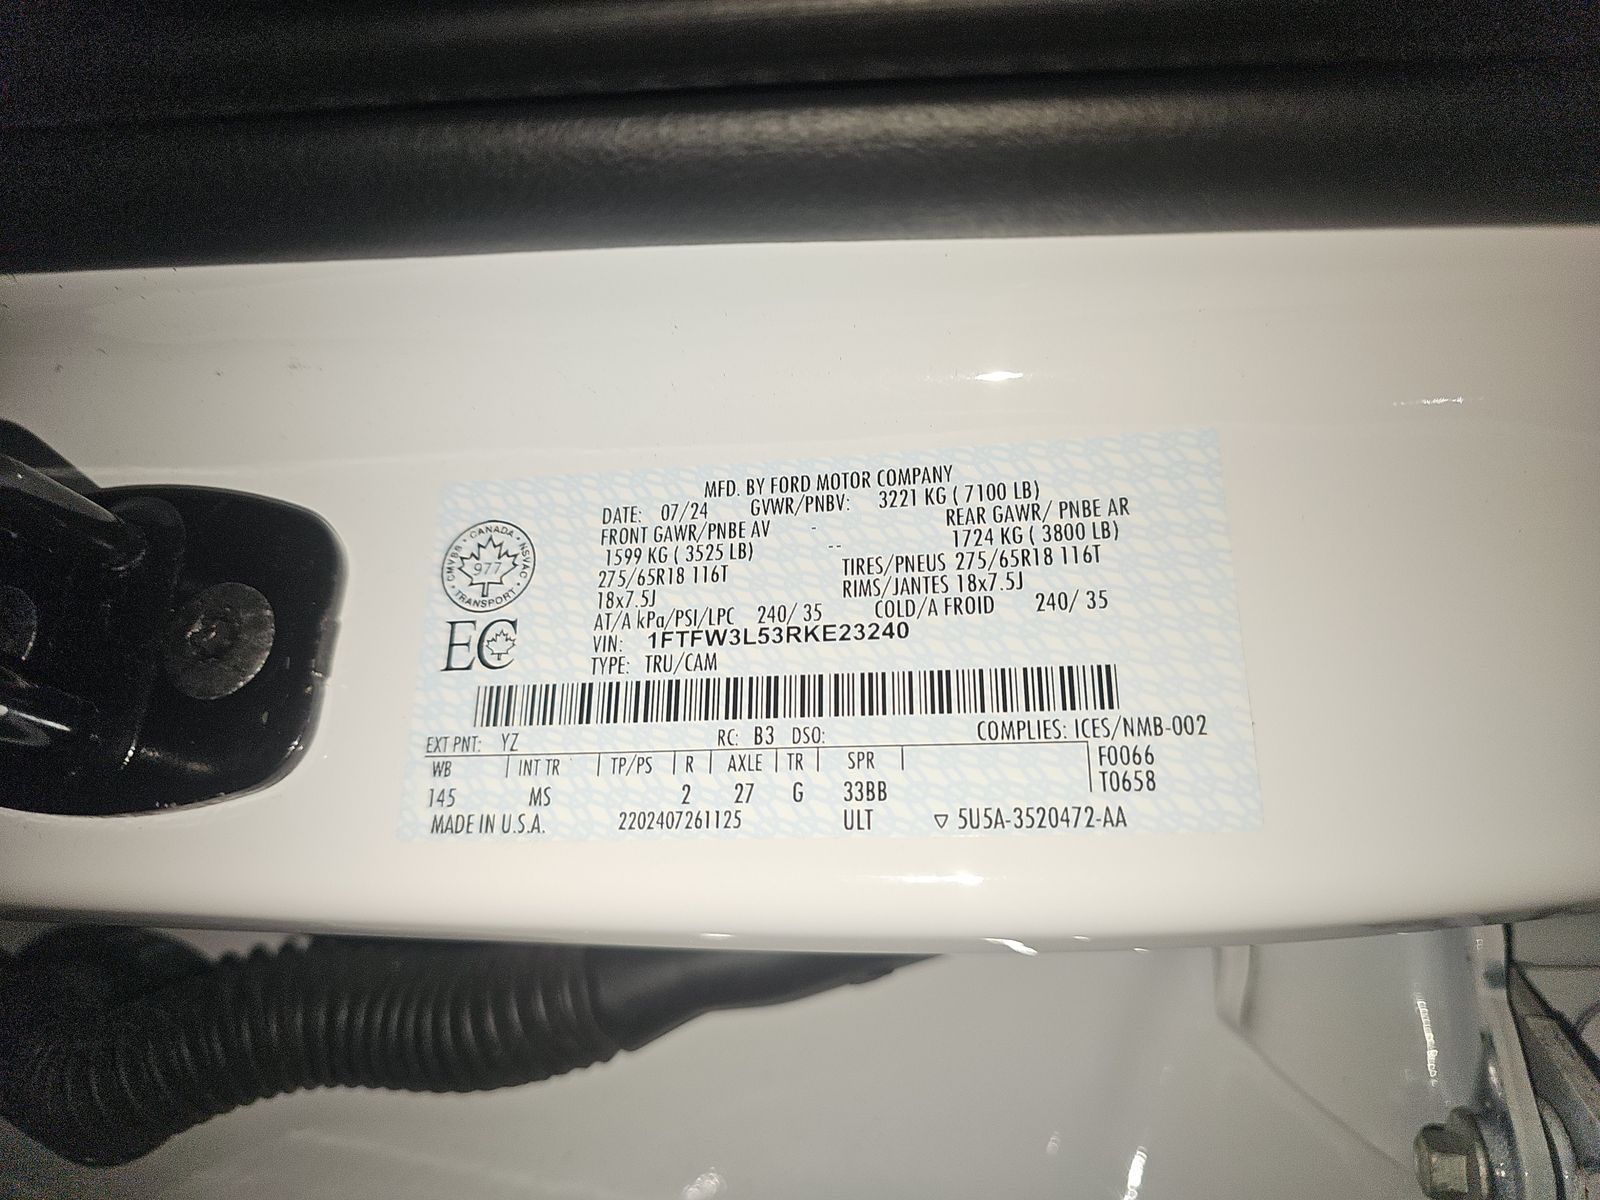 MFD. BY FORD MOTOR COMPANY
DATE: 07/24 GVWR/PNBV: 3221 KG ( 7100 LB)
FRONT GAWR/PNBE AV - REAR GAWR/ PNBE AR
1599 KG ( 3525 LB) -- 1724 KG ( 3800 LB)
275/65R18 116T TIRES/PNEUS 275/65R18 116T
18x7.5J RIMS/JANTES 18x7.5J
AT/A kPa/PSI/LPC 240/ 35 COLD/A FROID 240/ 35
VIN: 1FTFW3L53RKE23240
TYPE: TRU/CAM
CANADA
CMVSS NSVAC
977
TRANSPORT
EC
EXT PNT: YZ RC: B3 DSO: COMPLIES: ICES/NMB-002
WB INT TR TP/PS R AXLE TR SPR F0066
145 MS 2 27 G 33BB T0658
MADE IN U.S.A. 2202407261125 ULT ▽ 5U5A-3520472-AA